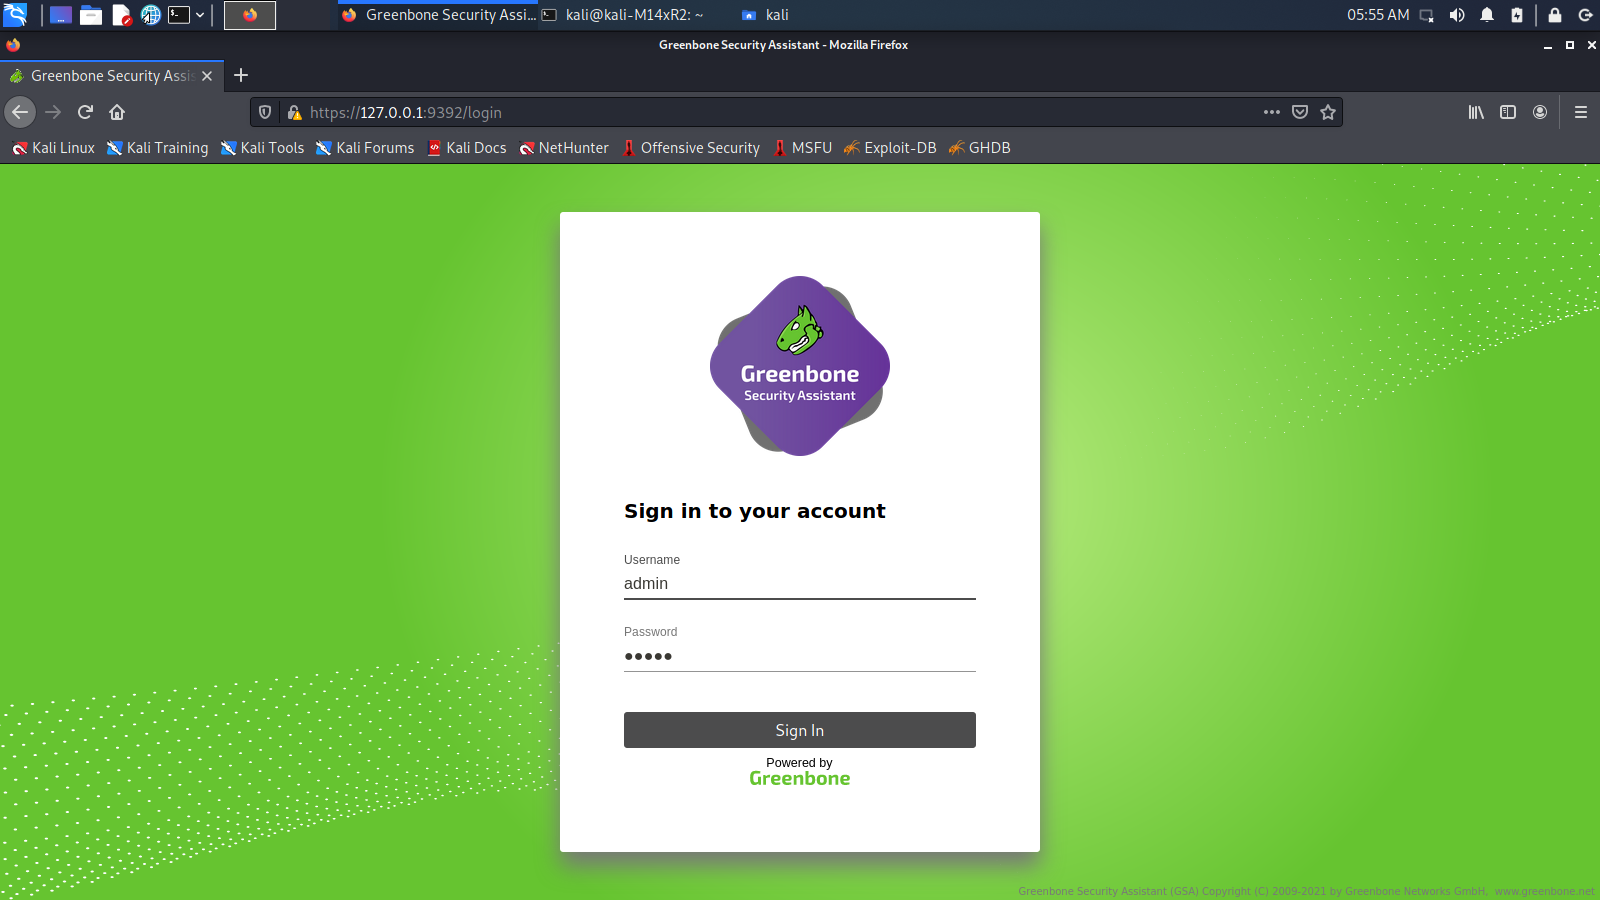 Greenbone Security Assi...
kali@kali-M14xR2: ~
kali
05:55 AM
Greenbone Security Assistant - Mozilla Firefox
Greenbone Security Assis
https://127.0.0.1:9392/login
Kali Linux
Kali Training
Kali Tools
Kali Forums
Kali Docs
NetHunter
Offensive Security
MSFU
Exploit-DB
GHDB
Greenbone
Security Assistant
Sign in to your account
Username
admin
Password
Sign In
Powered by
Greenbone
Greenbone Security Assistant (GSA) Copyright (C) 2009-2021 by Greenbone Networks GmbH, www.greenbone.net